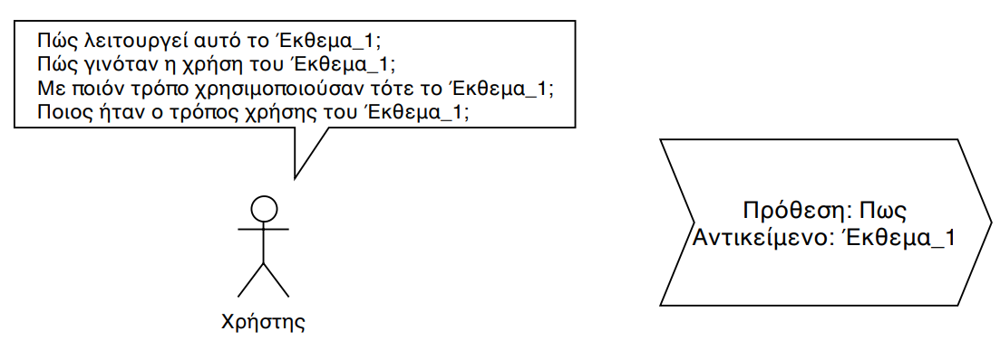 Πώς λειτουργεί αυτό το Έκθεμα_1;
Πώς γινόταν η χρήση του Έκθεμα_1;
Με ποιόν τρόπο χρησιμοποιούσαν τότε το Έκθεμα_1;
Ποιος ήταν ο τρόπος χρήσης του Έκθεμα_1;
Χρήστης
Πρόθεση: Πως
Αντικείμενο: Έκθεμα_1